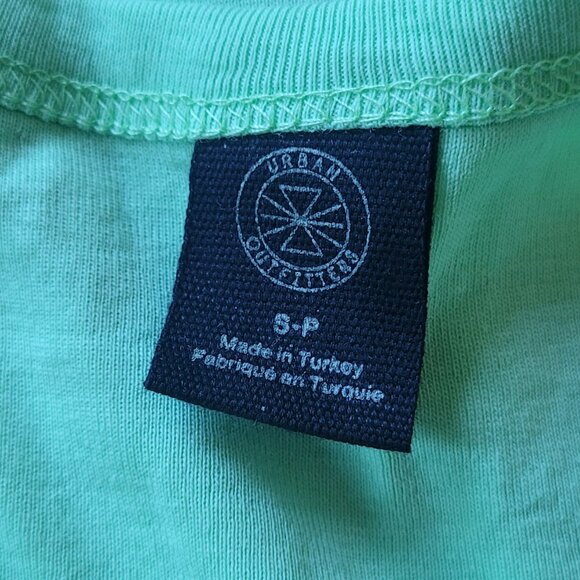 URBAN
OUTFITTERS
S-P
Made in Turkey
Fabriqué en Turquie